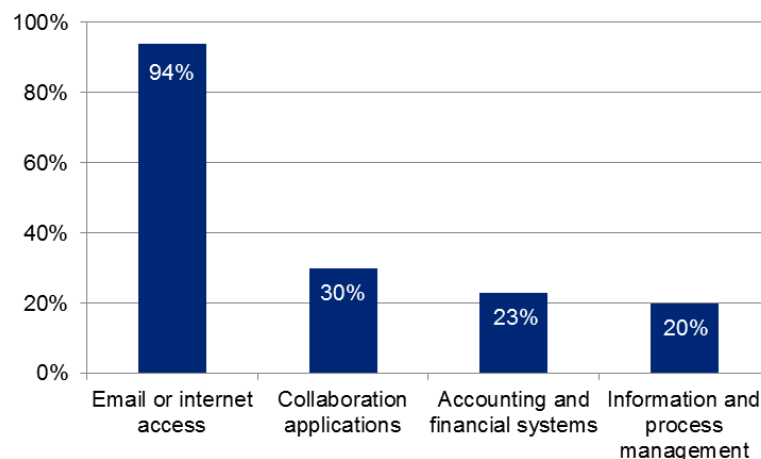 100%
80%
60%
40%
20%
0%
94%
30%
23%
20%
Email or internet
access
Collaboration
applications
Accounting and
financial systems
Information and
process
management